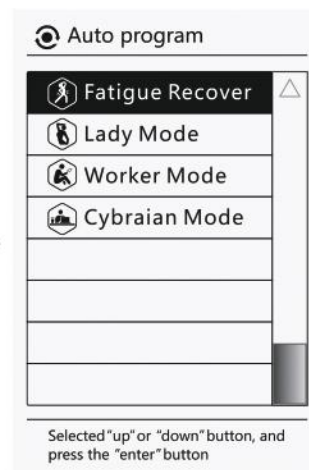 Auto program
Fatigue Recover
Lady Mode
Worker Mode
Cybraian Mode
Selected "up" or "down" button, and
press the "enter" button